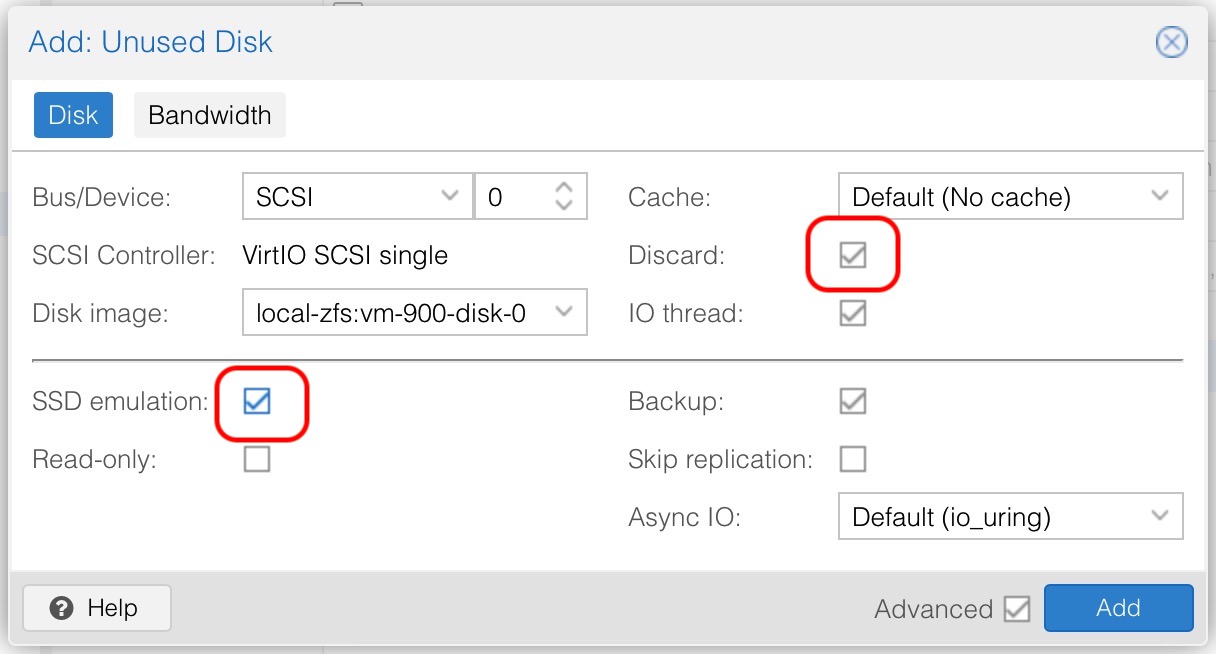 Add: Unused Disk
Disk Bandwidth
Bus/Device: SCSI 0
Cache: Default (No cache)
SCSI Controller: VirtIO SCSI single
Discard:
Disk image: local-zfs:vm-900-disk-0
IO thread:
SSD emulation:
Backup:
Read-only:
Skip replication:
Async IO: Default (io_uring)
Help
Advanced
Add